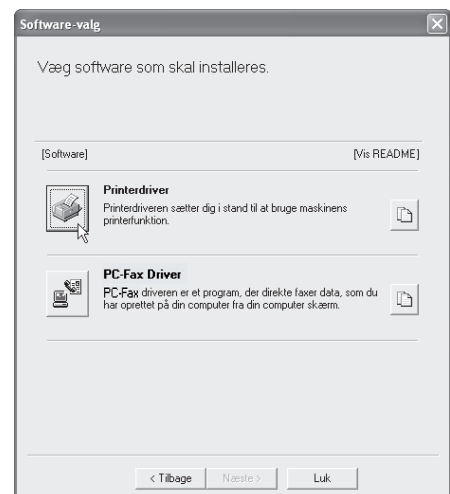 Software-valg
Væg software som skal installeres.
[Software] [Vis README]
Printerdriver
Printerdriveren sætter dig i stand til at bruge maskinens
printerfunktion.
PC-Fax Driver
PC-Fax driveren er et program, der direkte faxer data, som du
har oprettet på din computer fra din computer skærm.
< Tilbage Næste > Luk